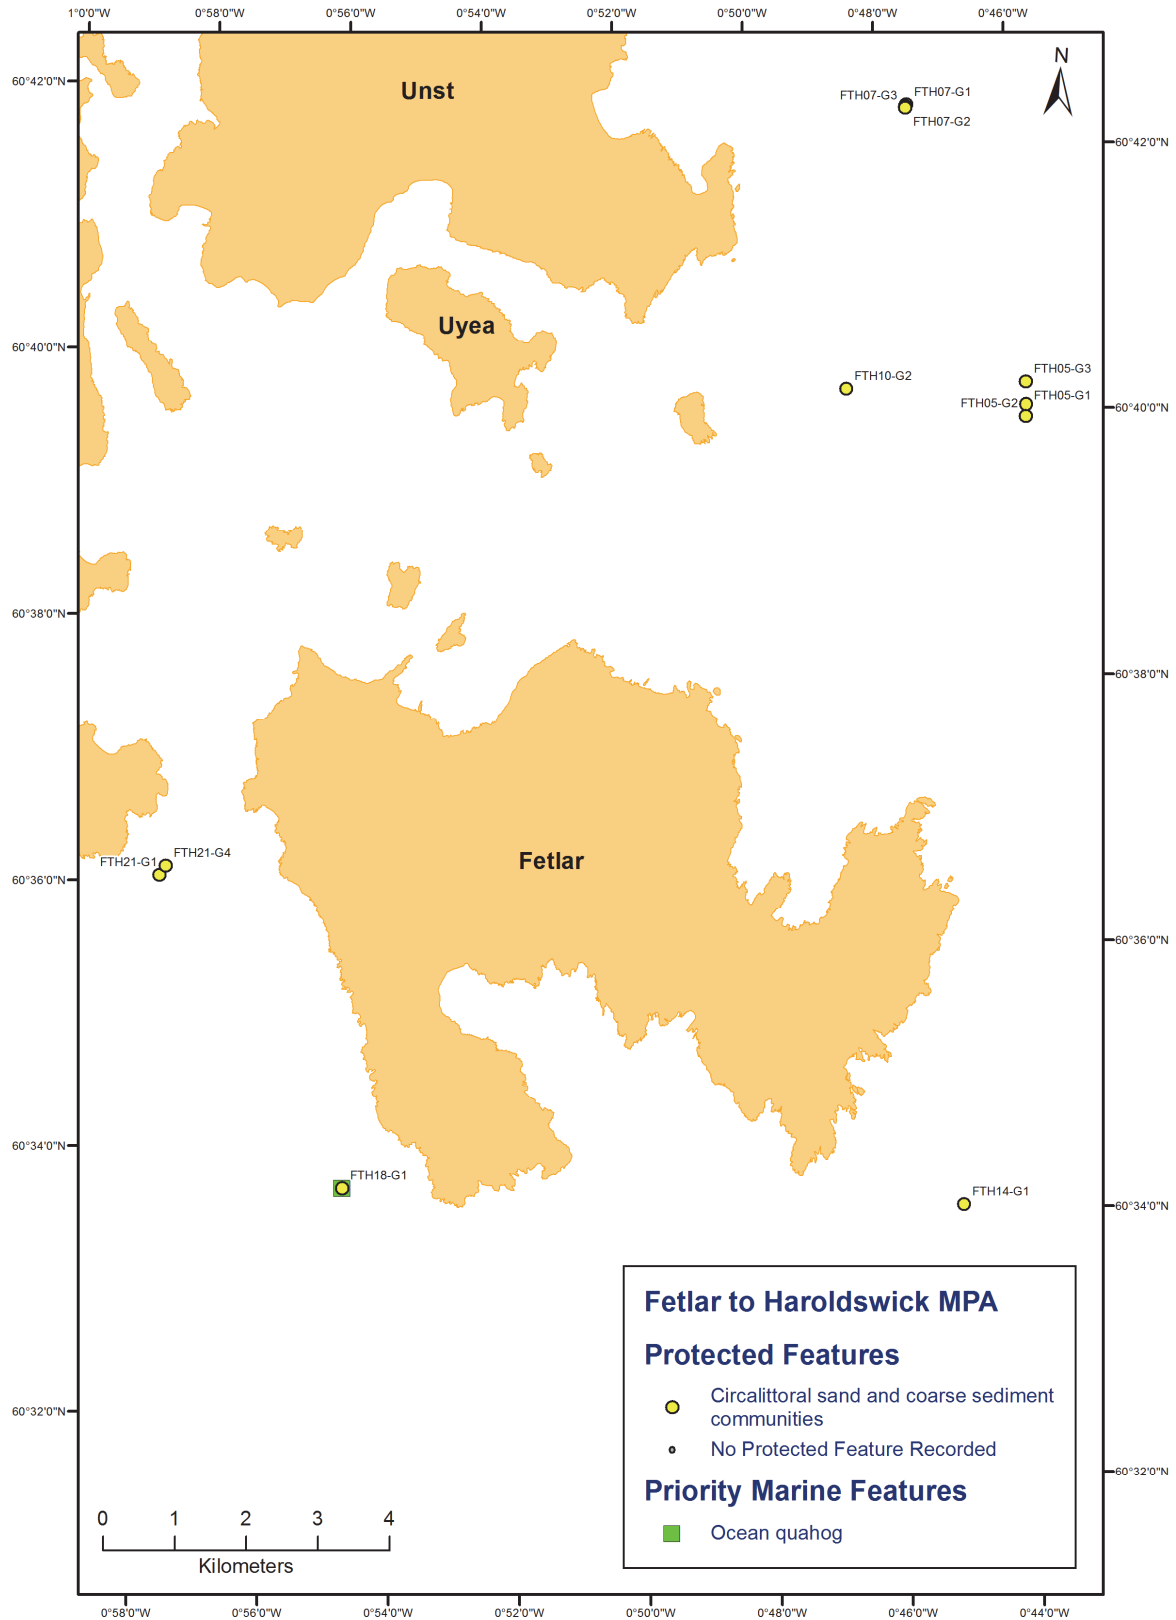 1°0'0"W 0°58'0"W 0°56'0"W 0°54'0"W 0°52'0"W 0°50'0"W 0°48'0"W 0°46'0"W
N
60°42'0"N
Unst
FTH07-G3
FTH07-G1
FTH07-G2
60°42'0"N
Uyea
60°40'0"N
FTH05-G3
FTH10-G2
FTH05-G1
FTH05-G2
60°40'0"N
60°38'0"N
60°38'0"N
FTH21-G4
FTH21-G1
Fetlar
60°36'0"N
60°36'0"N
60°34'0"N
FTH18-G1
FTH14-G1
60°34'0"N
Fetlar to Haroldswick MPA
Protected Features
Circalittoral sand and coarse sediment
communities
No Protected Feature Recorded
Priority Marine Features
Ocean quahog
60°32'0"N
60°32'0"N
0 1 2 3 4
Kilometers
0°58'0"W 0°56'0"W 0°54'0"W 0°52'0"W 0°50'0"W 0°48'0"W 0°46'0"W 0°44'0"W